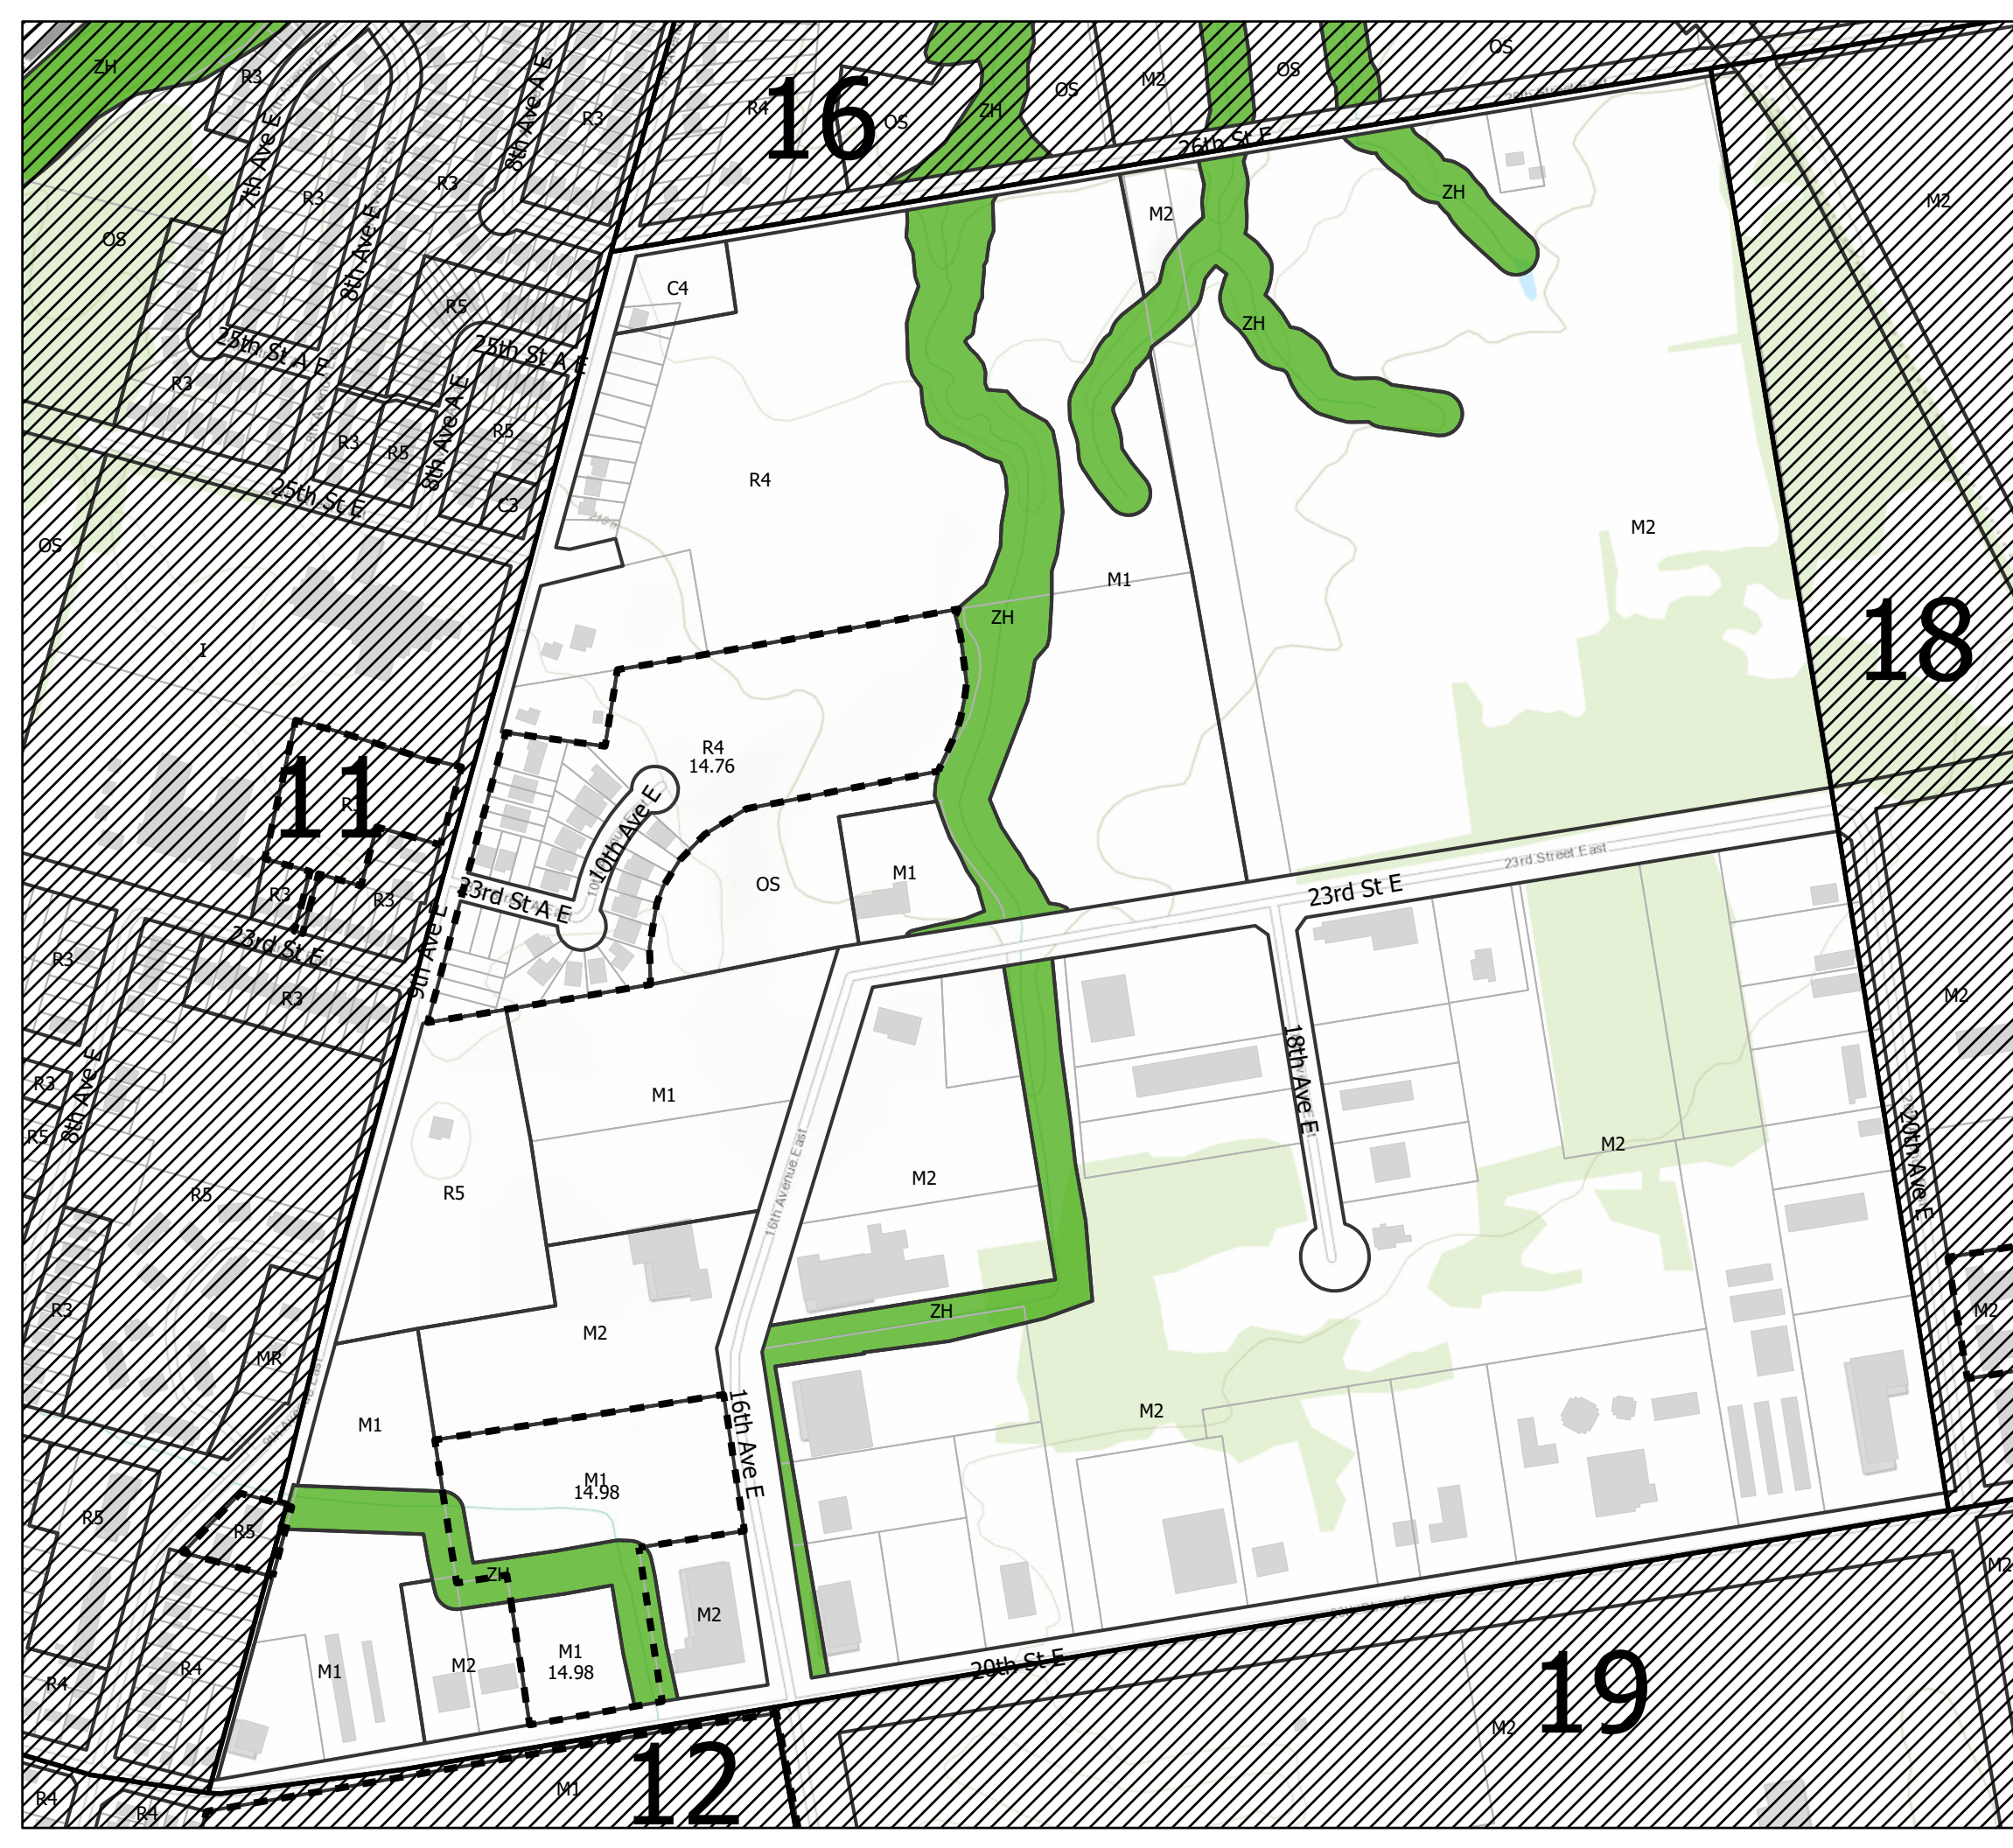 ZH
R3
7th Ave E
8th Ave A E
R3
R4
16
OS
ZH
OS
M2
OS
OS
26th St E
R3
R3
8th Ave E
OS
R5
25th St A E
25th St A E
R3
8th Ave A E
R3
R5
R5
C3
25th St E
OS
I
C4
M2
ZH
ZH
M2
R4
M2
M1
ZH
18
R4
14.76
11
R3
R3
R3
10th Ave E
23rd St A E
OS
M1
23rd Street East
23rd St E
23rd St E
R3
9th Ave E
R3
M2
R3
8th Ave E
R5
M1
18th Ave E
16th Avenue East
M2
M2
20th Ave E
R5
R5
R3
MR
M2
ZH
M2
M1
16th Ave E
M2
M1
14.98
R5
R5
ZH
M2
M2
M1
14.98
M2
M1
R4
R4
20th St E
19
M2
12
M1
R4
R4